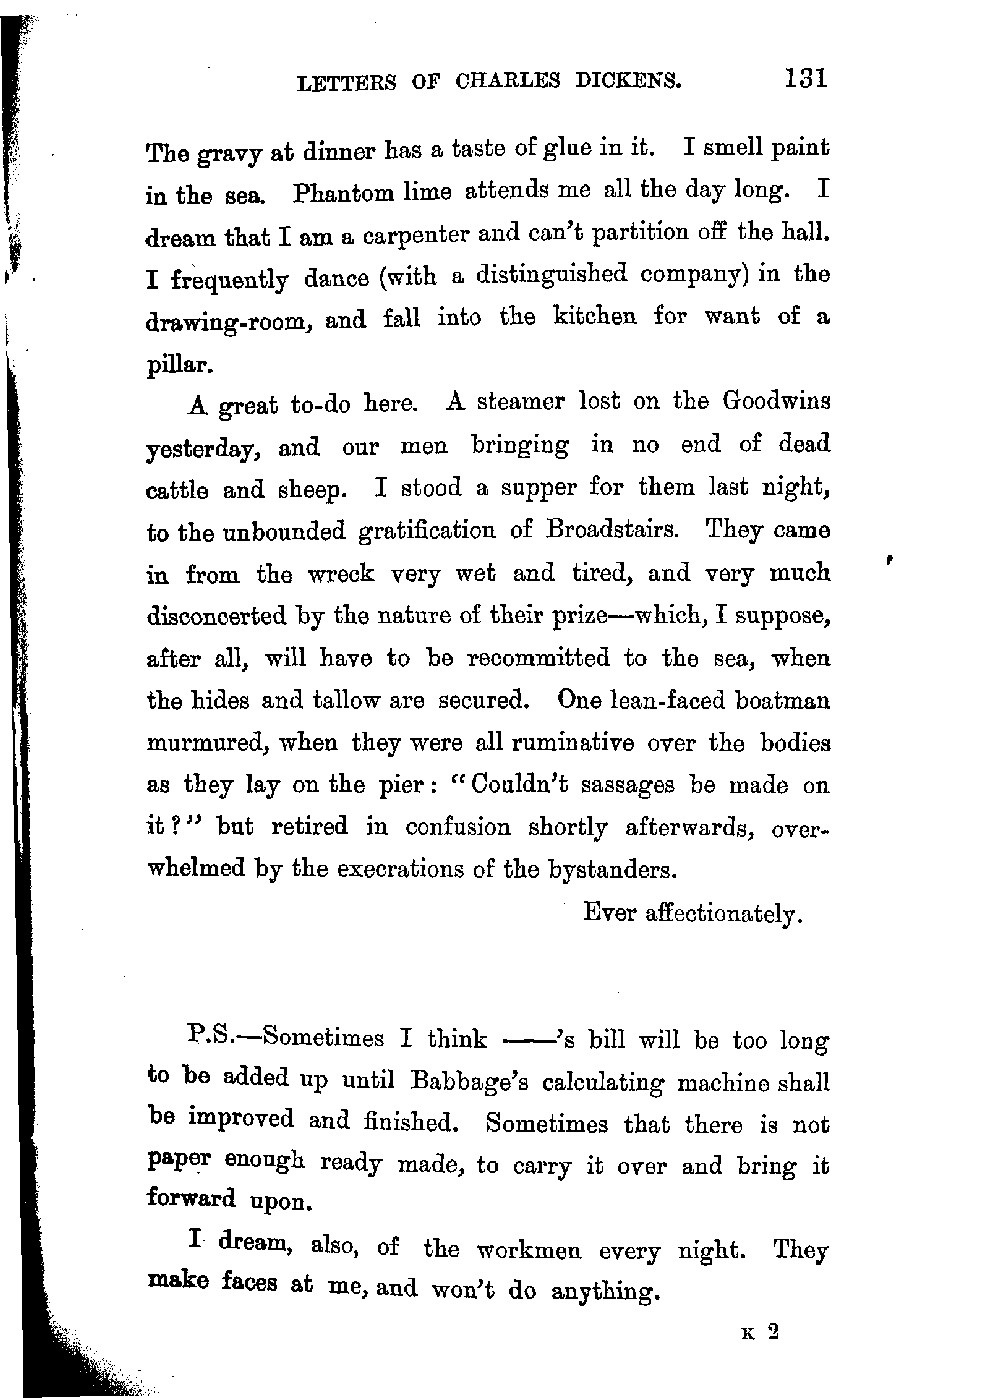 LETTERS OF CHARLES DICKENS. 131
The gravy at dinner has a taste of glue in it. I smell paint
in the sea. Phantom lime attends me all the day long. I
dream that I am a carpenter and can't partition off the hall.
I frequently dance (with a distinguished company) in the
drawing-room, and fall into the kitchen for want of a
pillar.
A great to-do here. A steamer lost on the Goodwins
yesterday, and our men bringing in no end of dead
cattle and sheep. I stood a supper for them last night,
to the unbounded gratification of Broadstairs. They came
in from the wreck very wet and tired, and very much
disconcerted by the nature of their prize—which, I suppose,
after all, will have to be recommitted to the sea, when
the hides and tallow are secured. One lean-faced boatman
murmured, when they were all ruminative over the bodies
as they lay on the pier: "Couldn't sassages be made on
it?" but retired in confusion shortly afterwards, over-
whelmed by the execrations of the bystanders.
Ever affectionately.
P.S.—Sometimes I think ——'s bill will be too long
to be added up until Babbage's calculating machine shall
be improved and finished. Sometimes that there is not
paper enough ready made, to carry it over and bring it
forward upon.
I dream, also, of the workmen every night. They
make faces at me, and won't do anything.
K 2